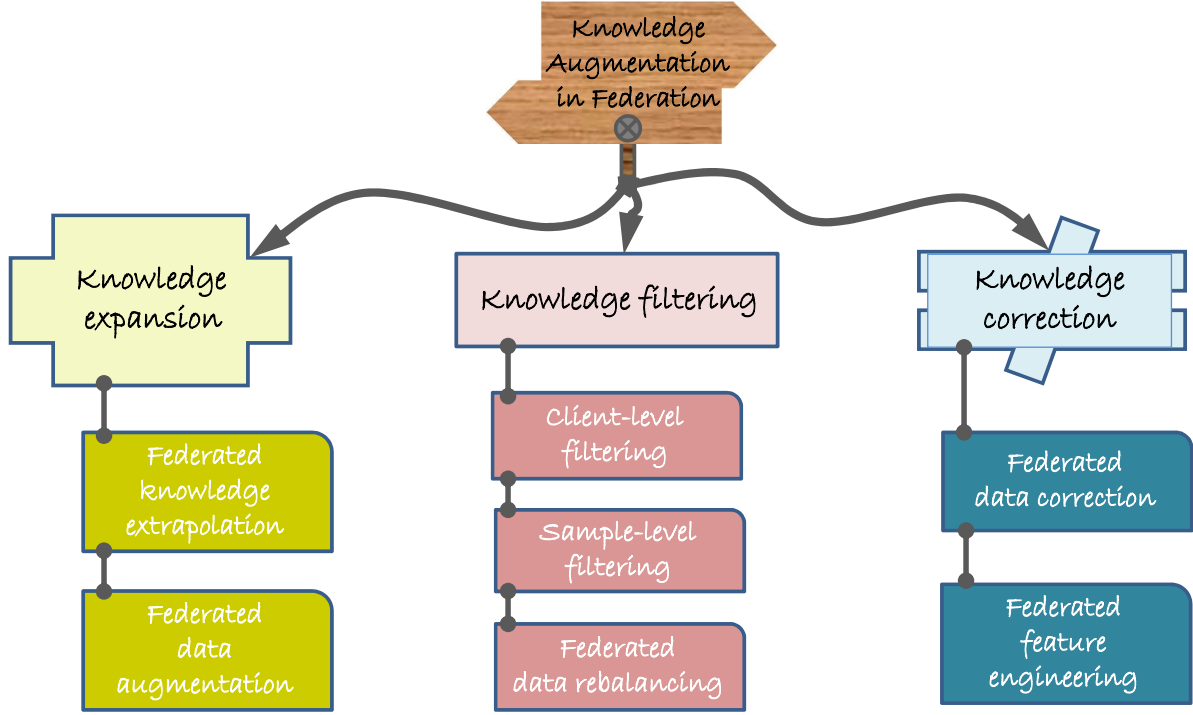 Knowledge
Augmentation
in Federation
Knowledge
expansion
Federated
knowledge
extrapolation
Federated
data
augmentation
Knowledge filtering
Client-level
filtering
Sample-level
filtering
Federated
data rebalancing
Knowledge
correction
Federated
data correction
Federated
feature
engineering